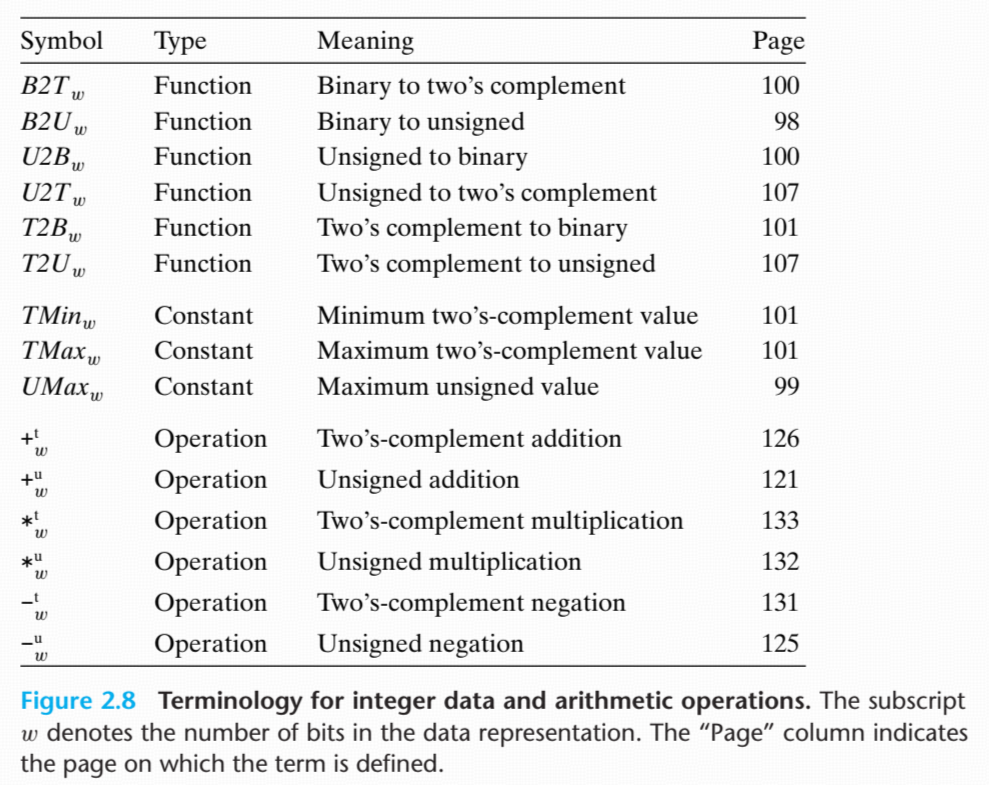 Symbol Type Meaning Page
B2T_w Function Binary to two’s complement 100
B2U_w Function Binary to unsigned 98
U2B_w Function Unsigned to binary 100
U2T_w Function Unsigned to two’s complement 107
T2B_w Function Two’s complement to binary 101
T2U_w Function Two’s complement to unsigned 107
TMin_w Constant Minimum two’s-complement value 101
TMax_w Constant Maximum two’s-complement value 101
UMax_w Constant Maximum unsigned value 99
+^t_w Operation Two’s-complement addition 126
+^u_w Operation Unsigned addition 121
*^t_w Operation Two’s-complement multiplication 133
*^u_w Operation Unsigned multiplication 132
-^t_w Operation Two’s-complement negation 131
-^u_w Operation Unsigned negation 125
Figure 2.8 Terminology for integer data and arithmetic operations. The subscript
w denotes the number of bits in the data representation. The “Page” column indicates
the page on which the term is defined.